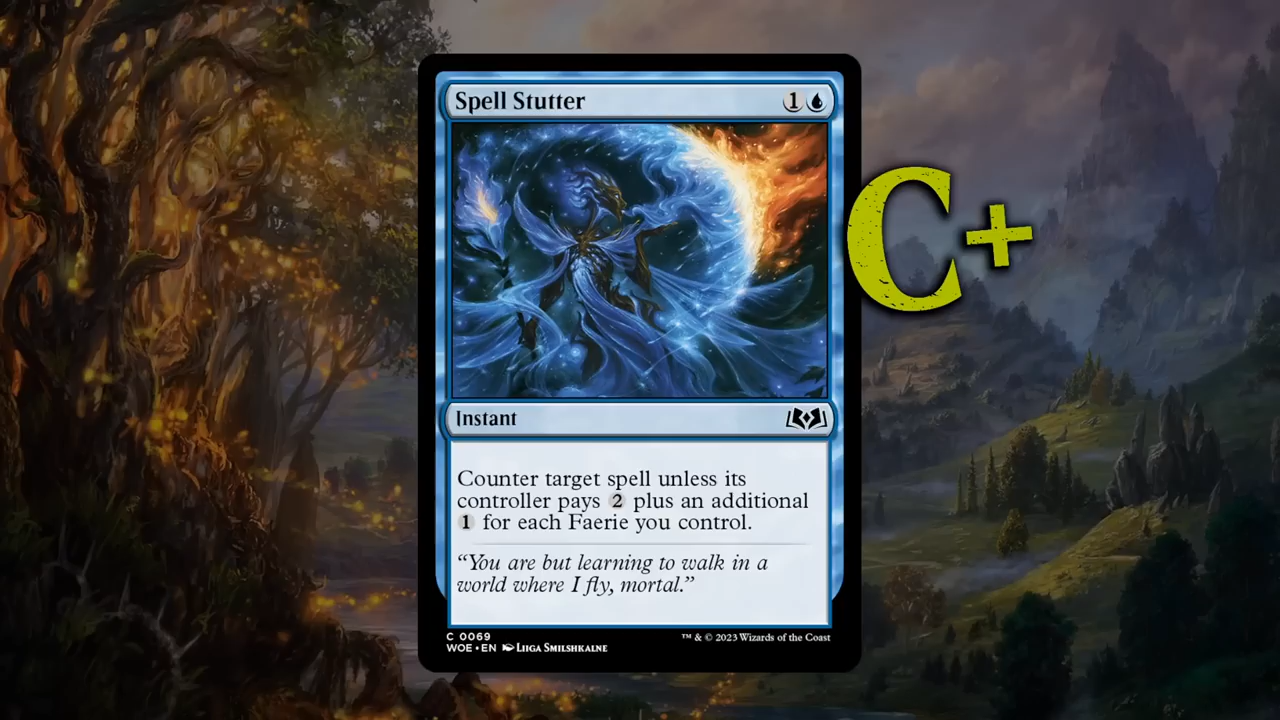 Spell Stutter 1
C+
Instant
Counter target spell unless its
controller pays 2 plus an additional
1 for each Faerie you control.
“You are but learning to walk in a
world where I fly, mortal.”
C 0069
WOE • EN Liiga Smilshkalne
™ & © 2023 Wizards of the Coast